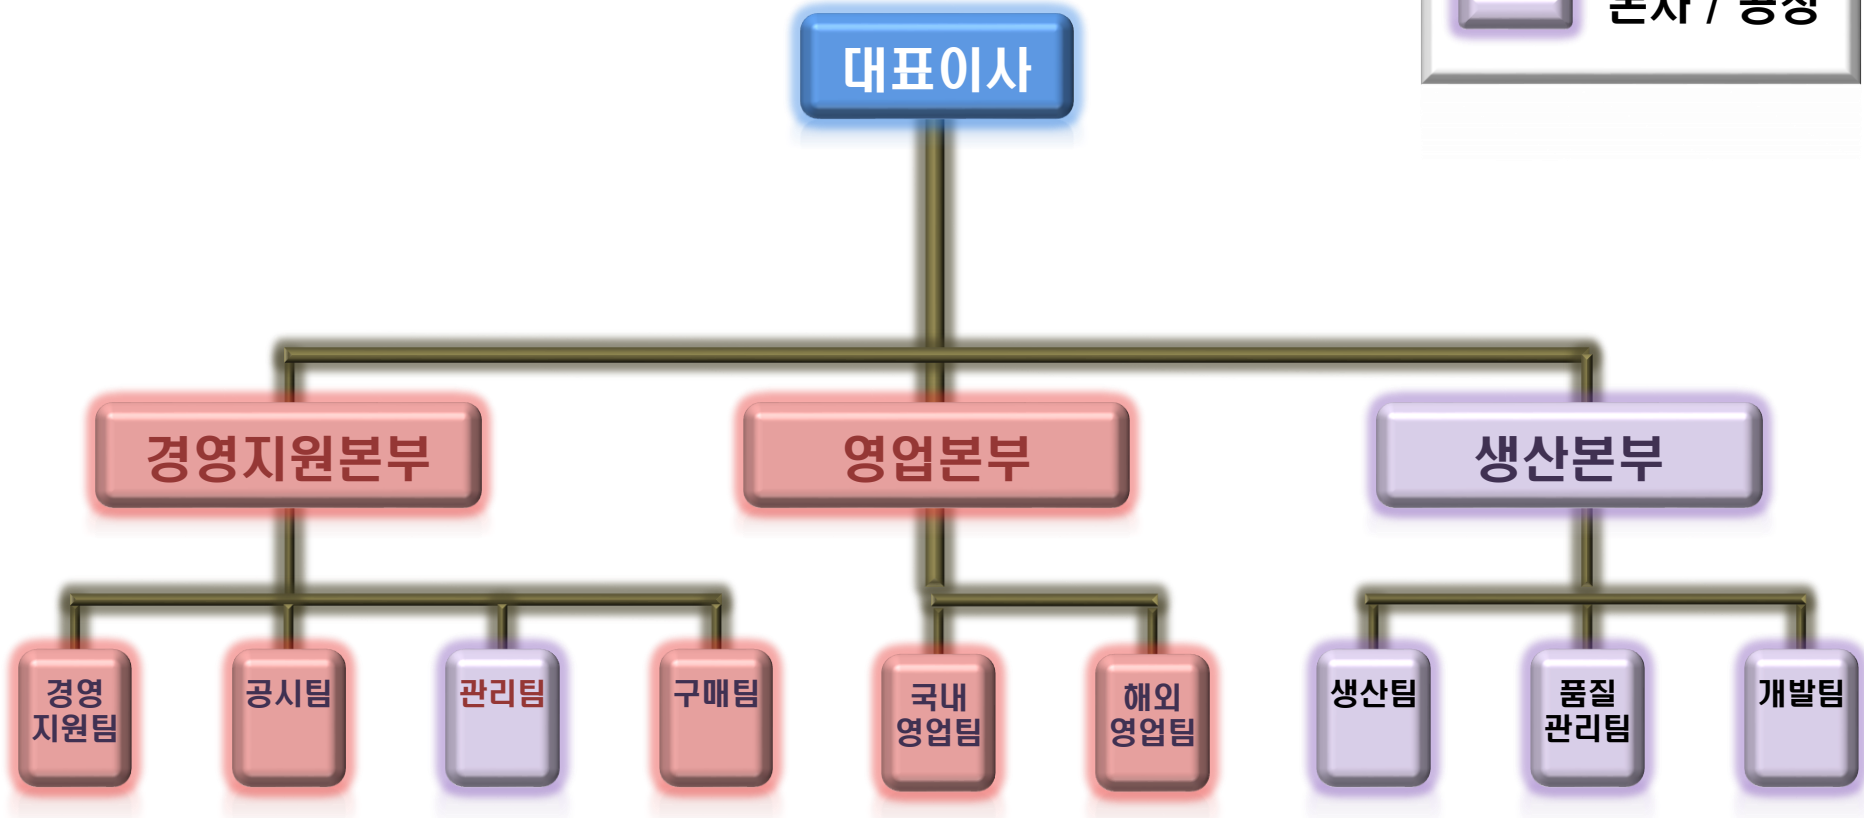 대표이사
경영지원본부
영업본부
생산본부
경영
지원팀
공시팀
관리팀
구매팀
국내
영업팀
해외
영업팀
생산팀
품질
관리팀
개발팀